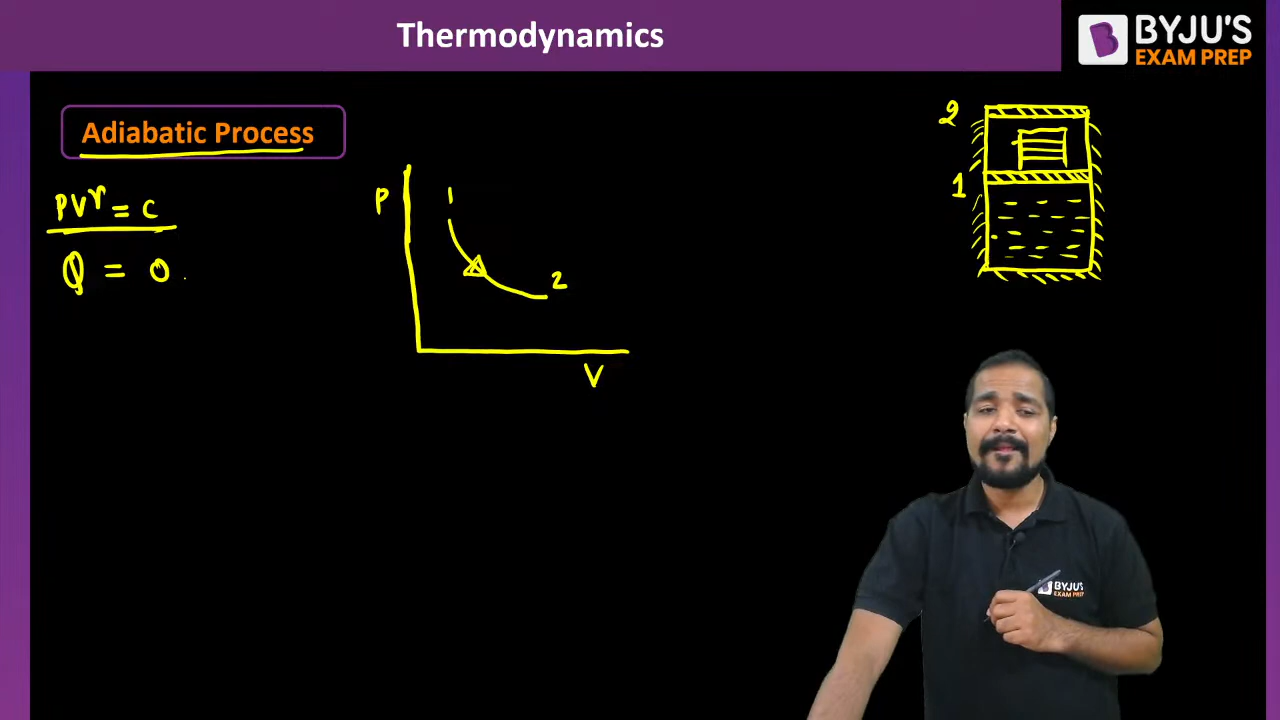 Thermodynamics
BYJU'S
EXAM PREP
Adiabatic Process
PVᵞ = C
Q = 0
P
1
2
V
2
1
BYJU'S
EXAM PREP